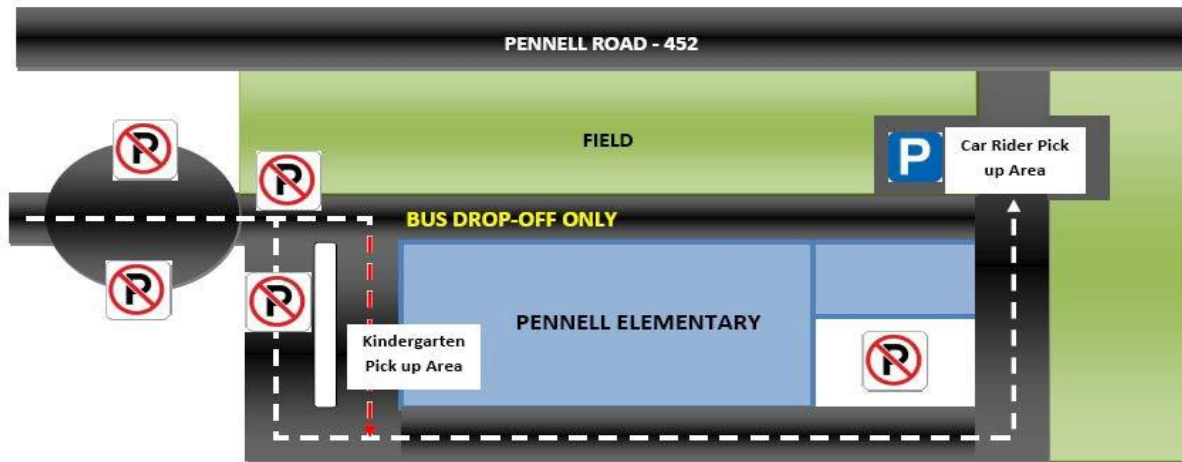 PENNELL ROAD - 452
P
FIELD
P
Car Rider Pick
up Area
P
BUS DROP-OFF ONLY
P
P
PENNELL ELEMENTARY
Kindergarten
Pick up Area
P